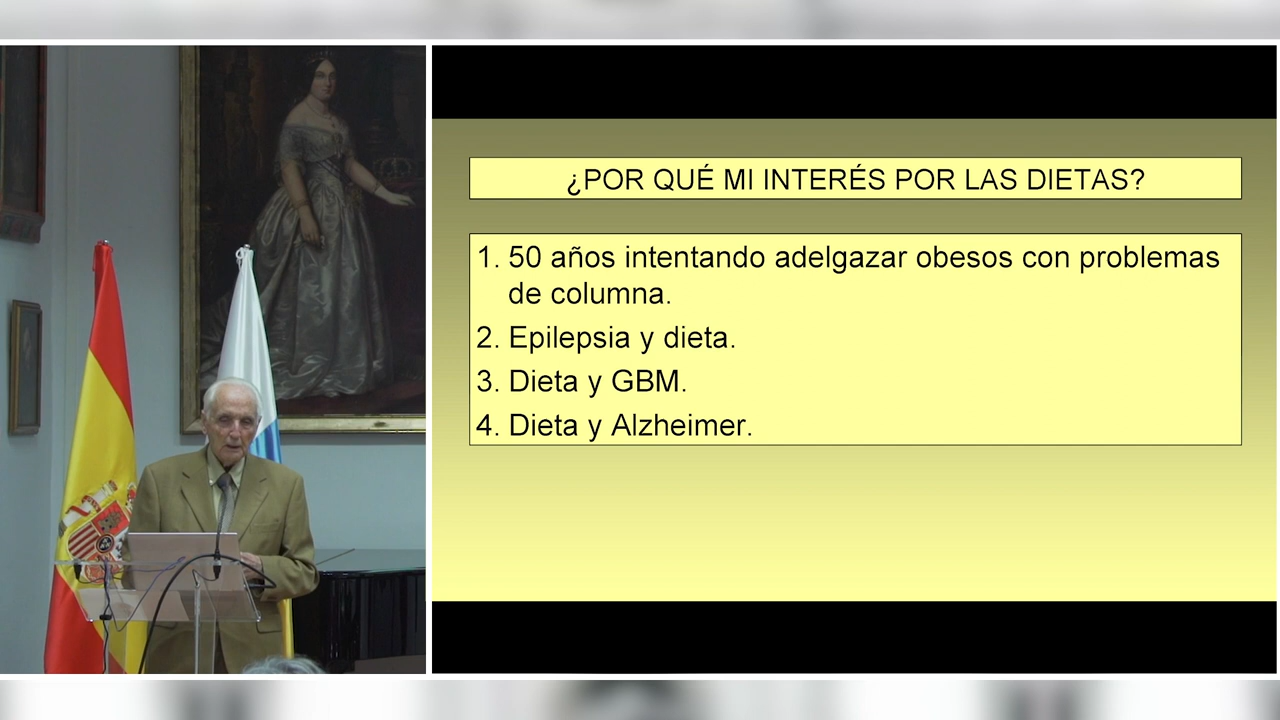 ¿POR QUÉ MI INTERÉS POR LAS DIETAS?
1. 50 años intentando adelgazar obesos con problemas
de columna.
2. Epilepsia y dieta.
3. Dieta y GBM.
4. Dieta y Alzheimer.